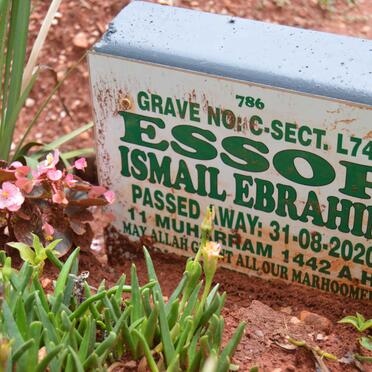 786
GRAVE NO: C-SECT. L74
ESSOP
ISMAIL EBRAHIM
PASSED AWAY: 31-08-2020
11 MUHARRAM 1442 A.H
MAY ALLAH GRANT ALL OUR MARHOOMEEN